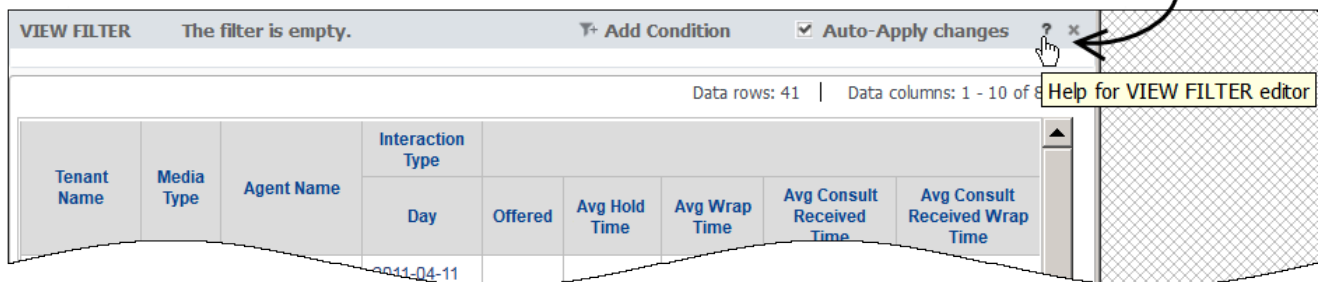 VIEW FILTER The filter is empty. Add Condition Auto-Apply changes ? ×
Data rows: 41 | Data columns: 1 - 10 of 8
Help for VIEW FILTER editor
Interaction Type
Tenant Name Media Type Agent Name
Day Offered Avg Hold Time Avg Wrap Time Avg Consult Received Time Avg Consult Received Wrap Time
2011-04-11